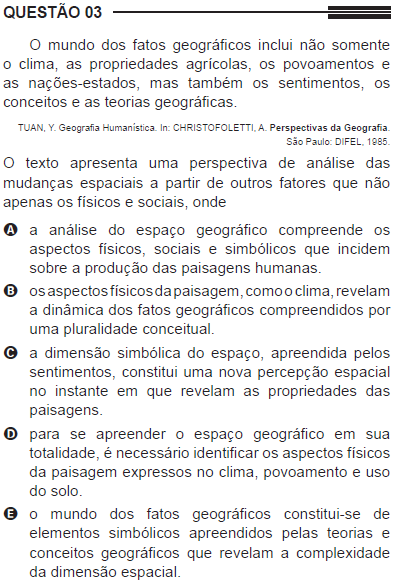 QUESTÃO 03
O mundo dos fatos geográficos inclui não somente
o clima, as propriedades agrícolas, os povoamentos e
as nações-estados, mas também os sentimentos, os
conceitos e as teorias geográficas.
TUAN, Y. Geografia Humanística. In: CHRISTOFOLETTI, A. Perspectivas da Geografia.
São Paulo: DIFEL, 1985.
O texto apresenta uma perspectiva de análise das
mudanças espaciais a partir de outros fatores que não
apenas os físicos e sociais, onde
A a análise do espaço geográfico compreende os
aspectos físicos, sociais e simbólicos que incidem
sobre a produção das paisagens humanas.
B os aspectos físicos da paisagem, como o clima, revelam
a dinâmica dos fatos geográficos compreendidos por
uma pluralidade conceitual.
C a dimensão simbólica do espaço, apreendida pelos
sentimentos, constitui uma nova percepção espacial
no instante em que revelam as propriedades das
paisagens.
D para se apreender o espaço geográfico em sua
totalidade, é necessário identificar os aspectos físicos
da paisagem expressos no clima, povoamento e uso
do solo.
E o mundo dos fatos geográficos constitui-se de
elementos simbólicos apreendidos pelas teorias e
conceitos geográficos que revelam a complexidade
da dimensão espacial.